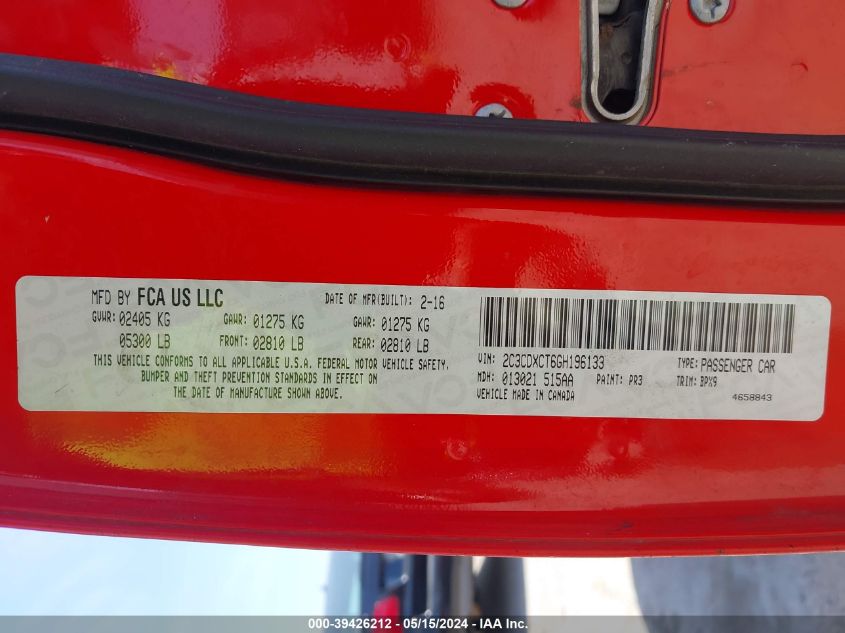 MFD BY FCA US LLC DATE OF MFR(BUILT): 2-16
GVWR: 02405 KG GAWR: 01275 KG GAWR: 01275 KG
05300 LB FRONT: 02810 LB REAR: 02810 LB
THIS VEHICLE CONFORMS TO ALL APPLICABLE U.S.A. FEDERAL MOTOR VEHICLE SAFETY,
BUMPER AND THEFT PREVENTION STANDARDS IN EFFECT ON
THE DATE OF MANUFACTURE SHOWN ABOVE.
VIN: 2C3CDXCT6GH196133 TYPE: PASSENGER CAR
MDH: 013021 515AA PAINT: PR3 TRIM: BPX9
VEHICLE MADE IN CANADA 4658843
000-39426212 - 05/15/2024 - IAA Inc.